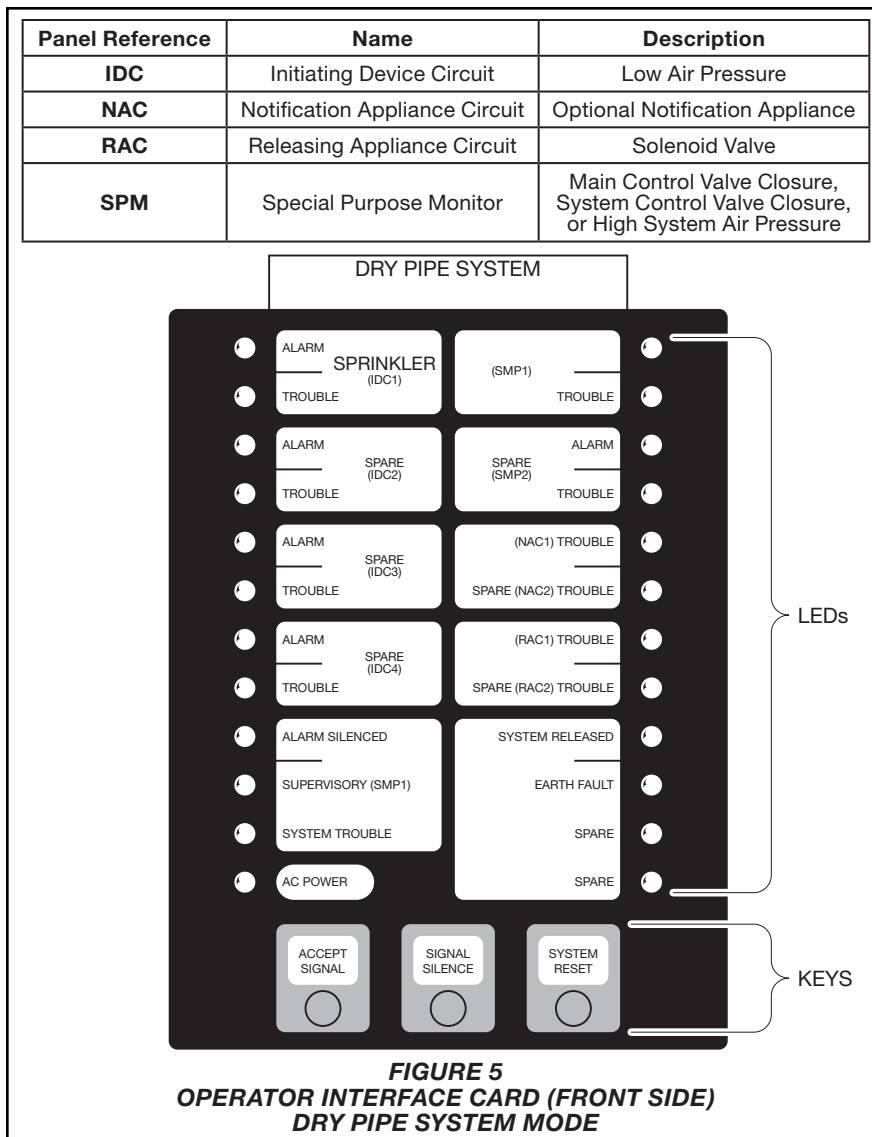 Panel Reference Name Description
IDC Initiating Device Circuit Low Air Pressure
NAC Notification Appliance Circuit Optional Notification Appliance
RAC Releasing Appliance Circuit Solenoid Valve
SPM Special Purpose Monitor Main Control Valve Closure,
System Control Valve Closure,
or High System Air Pressure
DRY PIPE SYSTEM
ALARM
SPRINKLER
(IDC1)
TROUBLE
(SMP1)
TROUBLE
ALARM
SPARE
(IDC2)
TROUBLE
ALARM
SPARE
(SMP2)
TROUBLE
ALARM
SPARE
(IDC3)
TROUBLE
(NAC1) TROUBLE
SPARE (NAC2) TROUBLE
ALARM
SPARE
(IDC4)
TROUBLE
(RAC1) TROUBLE
SPARE (RAC2) TROUBLE
LEDs
ALARM SILENCED
SUPERVISORY (SMP1)
SYSTEM TROUBLE
AC POWER
SYSTEM RELEASED
EARTH FAULT
SPARE
SPARE
ACCEPT
SIGNAL
SIGNAL
SILENCE
SYSTEM
RESET
KEYS
FIGURE 5
OPERATOR INTERFACE CARD (FRONT SIDE)
DRY PIPE SYSTEM MODE